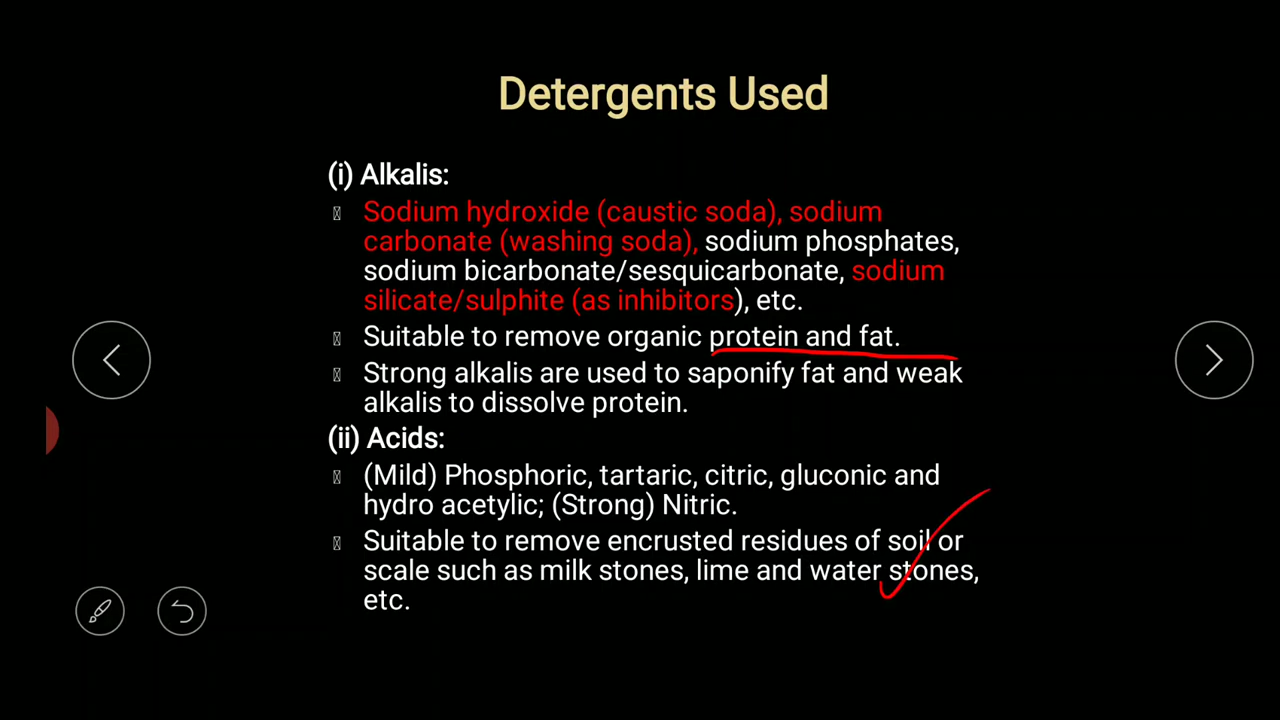 Detergents Used
(i) Alkalis:
Sodium hydroxide (caustic soda), sodium
carbonate (washing soda), sodium phosphates,
sodium bicarbonate/sesquicarbonate, sodium
silicate/sulphite (as inhibitors), etc.
Suitable to remove organic protein and fat.
Strong alkalis are used to saponify fat and weak
alkalis to dissolve protein.
(ii) Acids:
(Mild) Phosphoric, tartaric, citric, gluconic and
hydro acetylic; (Strong) Nitric.
Suitable to remove encrusted residues of soil or
scale such as milk stones, lime and water stones,
etc.